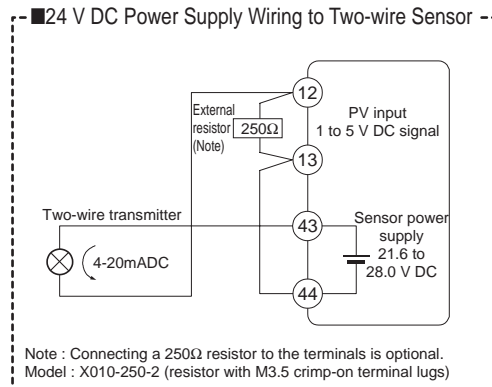 ■24 V DC Power Supply Wiring to Two-wire Sensor
12
External
resistor
(Note)
250Ω
PV input
1 to 5 V DC signal
13
Two-wire transmitter
43
Sensor power
supply
21.6 to
28.0 V DC
4-20mADC
44
Note : Connecting a 250Ω resistor to the terminals is optional.
Model : X010-250-2 (resistor with M3.5 crimp-on terminal lugs)